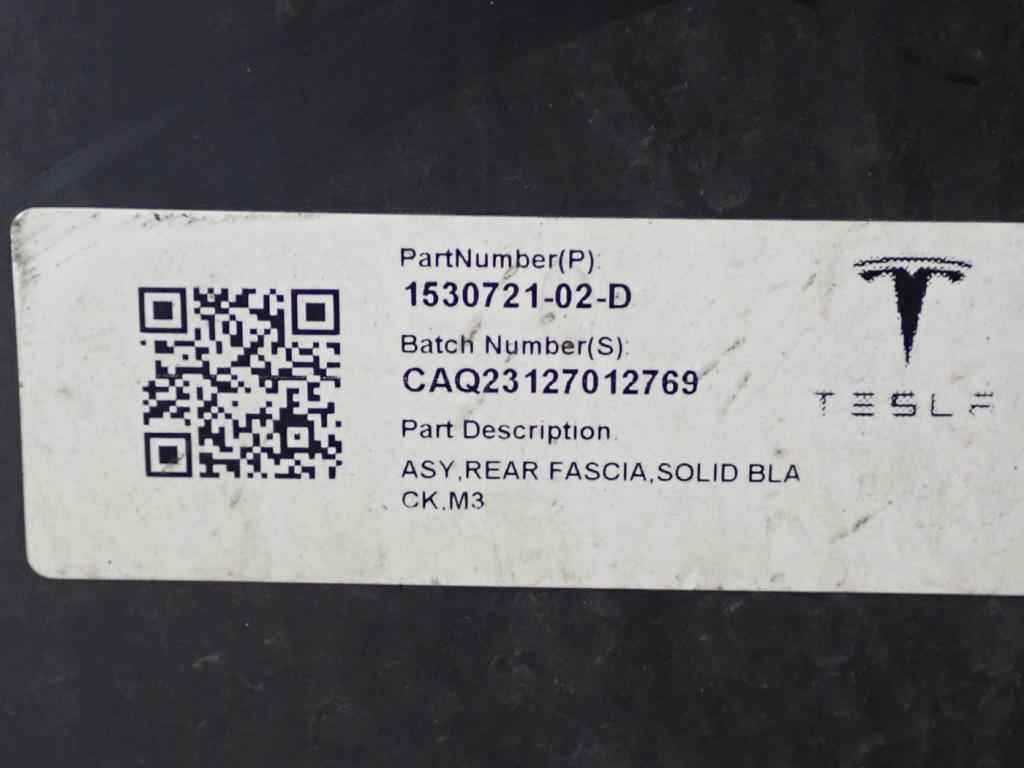 PartNumber(P):
1530721-02-D
Batch Number(S):
CAQ23127012769
Part Description
ASY,REAR FASCIA,SOLID BLA
CK,M3
TESLA